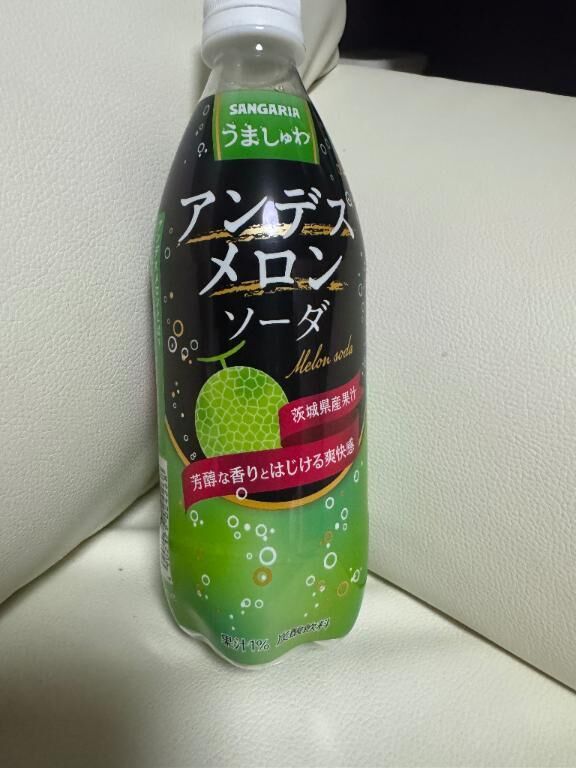 SANGARIA
うましゅわ
アンデス
メロン
ソーダ
Melon soda
茨城県産果汁
芳醇な香りとはじける爽快感
果汁1% 炭酸飲料